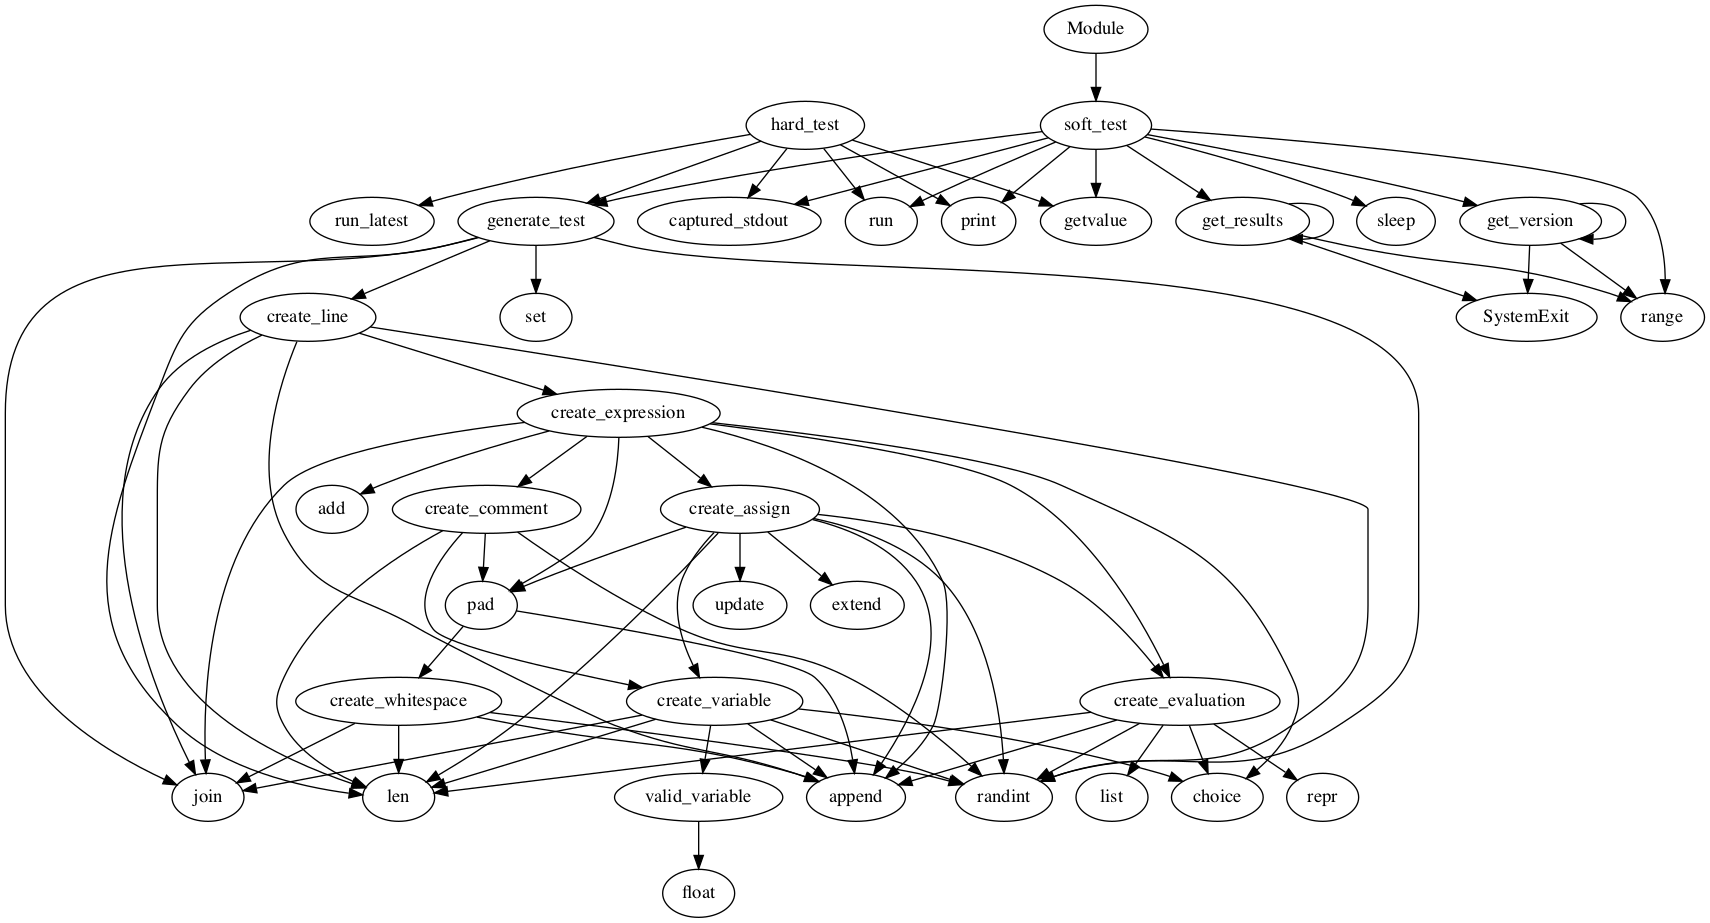 Module
hard_test
soft_test
run_latest
generate_test
captured_stdout
run
print
getvalue
get_results
sleep
get_version
create_line
set
SystemExit
range
create_expression
add
create_comment
create_assign
pad
update
extend
create_whitespace
create_variable
create_evaluation
join
len
valid_variable
append
randint
list
choice
repr
float